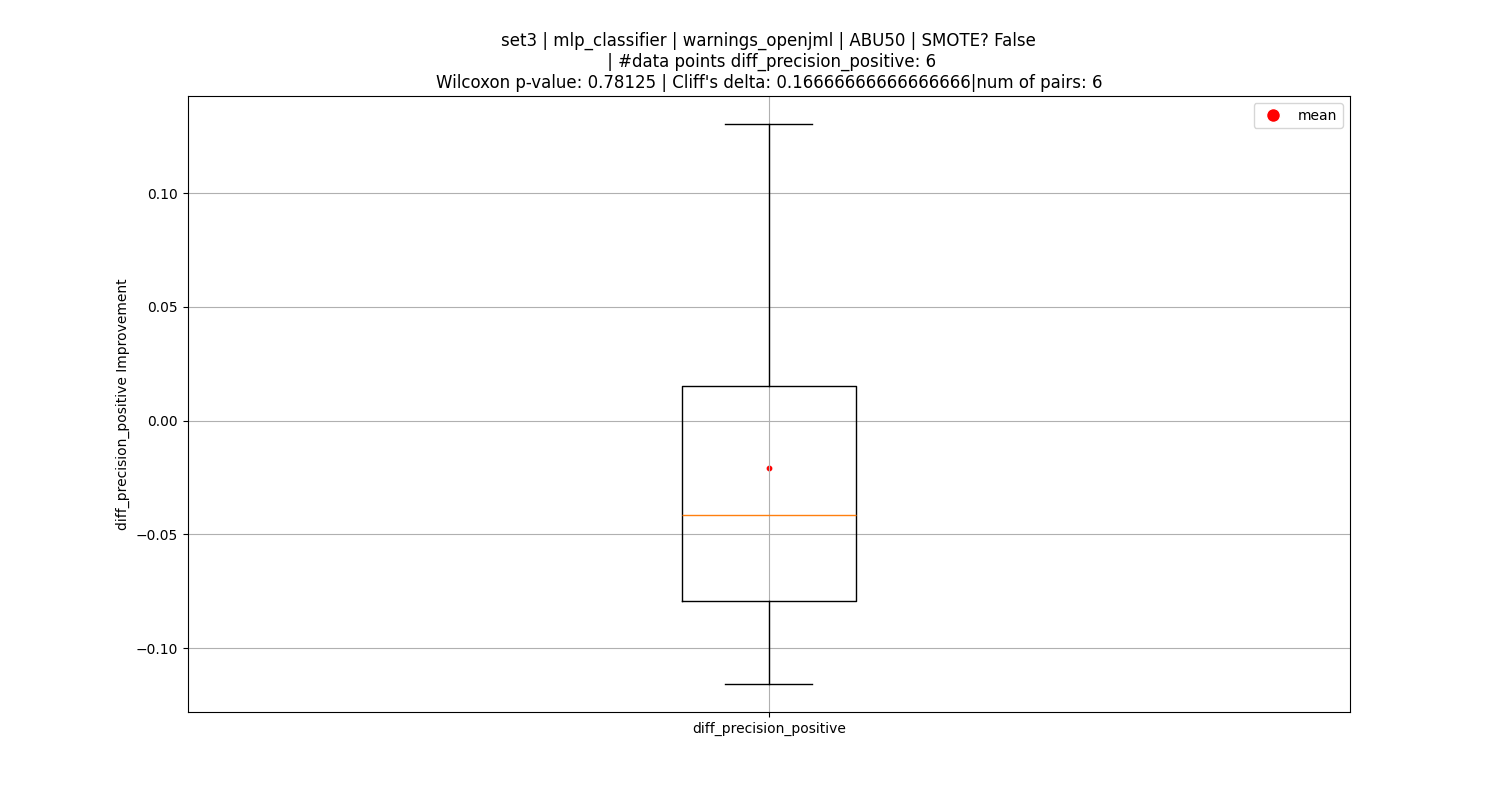 set3 | mlp_classifier | warnings_openjml | ABU50 | SMOTE? False
| #data points diff_precision_positive: 6
Wilcoxon p-value: 0.78125 | Cliff's delta: 0.16666666666666666|num of pairs: 6
mean
0.10
0.05
0.00
−0.05
−0.10
diff_precision_positive Improvement
diff_precision_positive